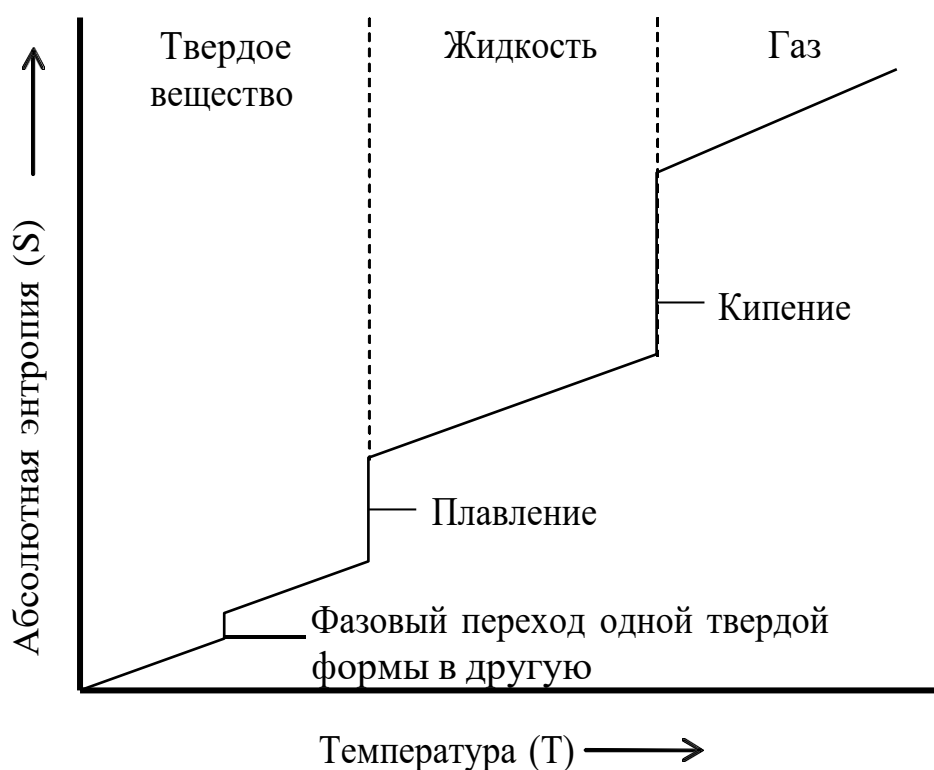 Твердое
вещество
Жидкость
Газ
Абсолютная энтропия (S)
Кипение
Плавление
Фазовый переход одной твердой
формы в другую
Температура (T)